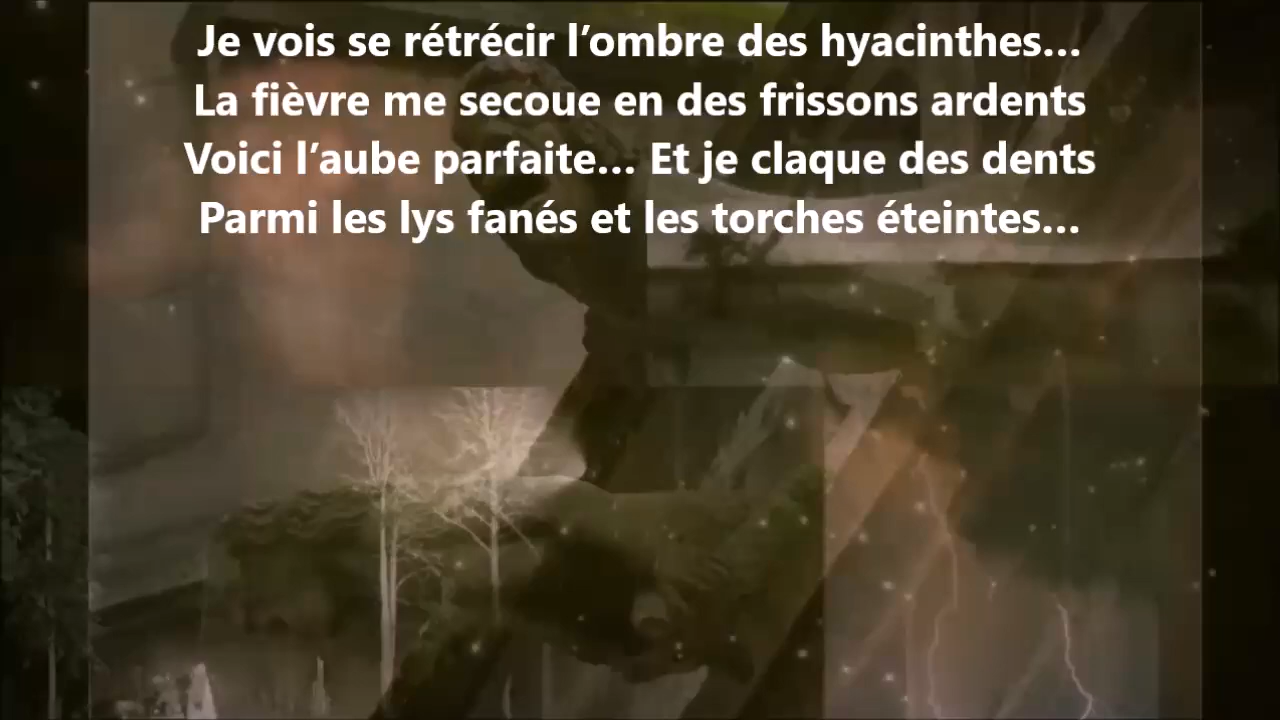 Je vois se rétrécir l’ombre des hyacinthes…
La fièvre me secoue en des frissons ardents
Voici l’aube parfaite… Et je claque des dents
Parmi les lys fanés et les torches éteintes…